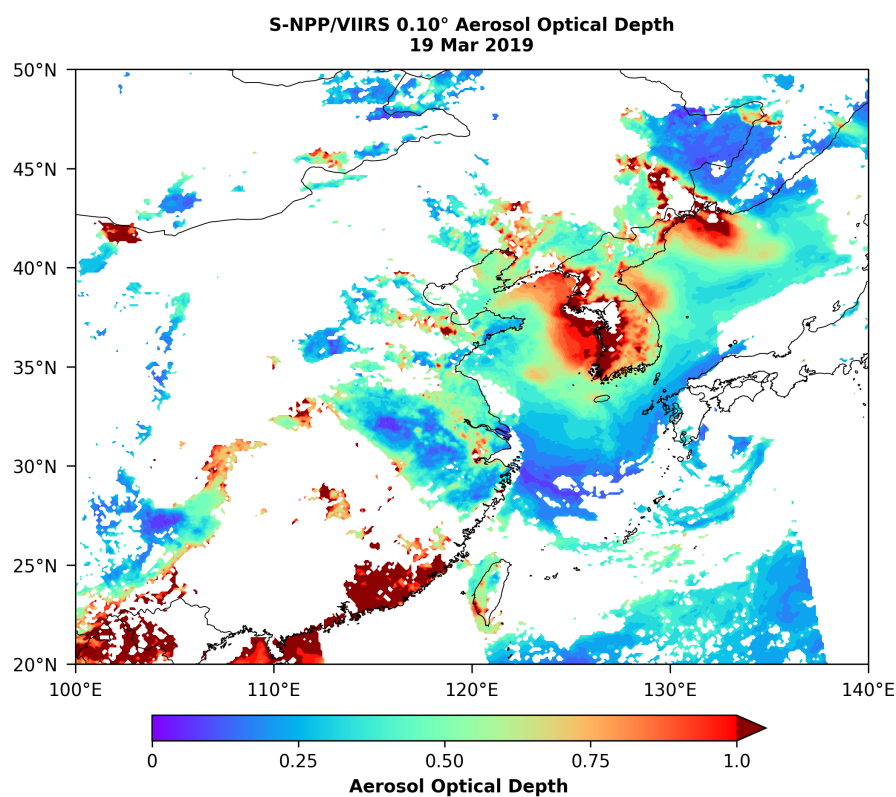 S-NPP/VIIRS 0.10° Aerosol Optical Depth
19 Mar 2019
50°N
45°N
40°N
35°N
30°N
25°N
20°N
100°E 110°E 120°E 130°E 140°E
0 0.25 0.50 0.75 1.0
Aerosol Optical Depth